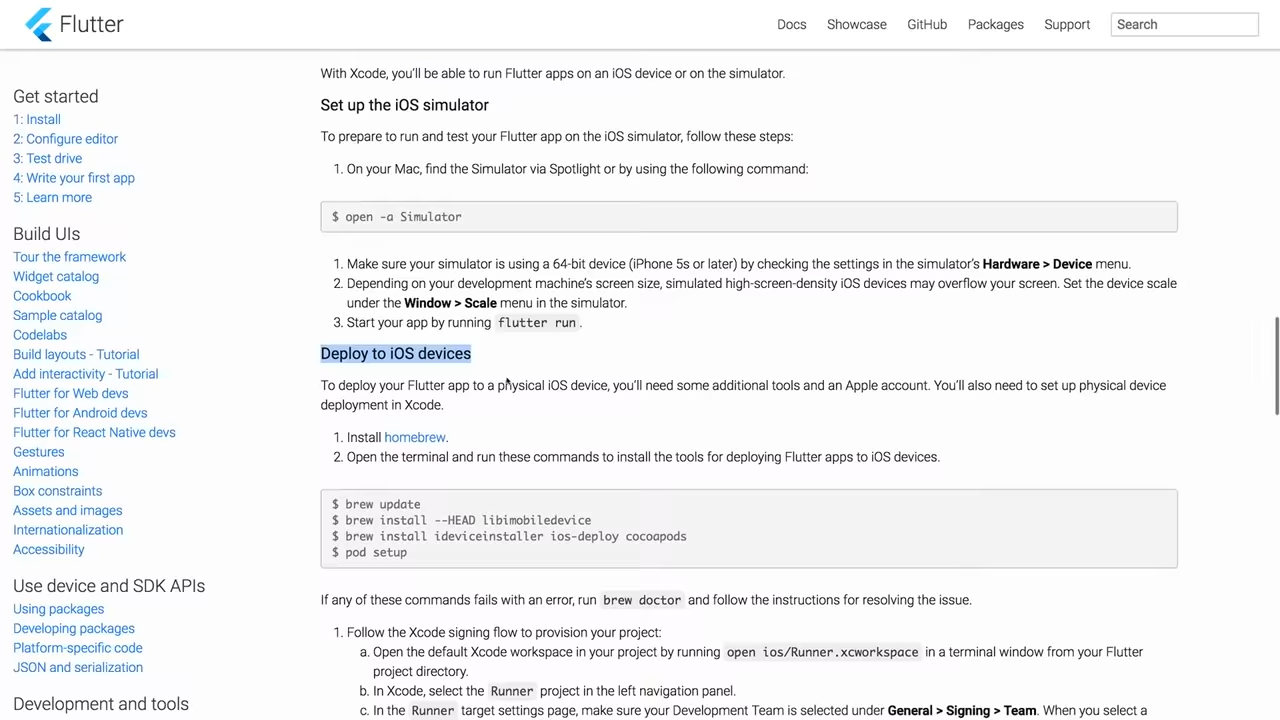 Flutter
Docs
Showcase
GitHub
Packages
Support
Search
Get started
1: Install
2: Configure editor
3: Test drive
4: Write your first app
5: Learn more
Build UIs
Tour the framework
Widget catalog
Cookbook
Sample catalog
Codelabs
Build layouts - Tutorial
Add interactivity - Tutorial
Flutter for Web devs
Flutter for Android devs
Flutter for React Native devs
Gestures
Animations
Box constraints
Assets and images
Internationalization
Accessibility
Use device and SDK APIs
Using packages
Developing packages
Platform-specific code
JSON and serialization
Development and tools
With Xcode, you'll be able to run Flutter apps on an iOS device or on the simulator.
Set up the iOS simulator
To prepare to run and test your Flutter app on the iOS simulator, follow these steps:
1. On your Mac, find the Simulator via Spotlight or by using the following command:
$ open -a Simulator
1. Make sure your simulator is using a 64-bit device (iPhone 5s or later) by checking the settings in the simulator's Hardware > Device menu.
2. Depending on your development machine's screen size, simulated high-screen-density iOS devices may overflow your screen. Set the device scale
under the Window > Scale menu in the simulator.
3. Start your app by running flutter run.
Deploy to iOS devices
To deploy your Flutter app to a physical iOS device, you'll need some additional tools and an Apple account. You'll also need to set up physical device
deployment in Xcode.
1. Install homebrew.
2. Open the terminal and run these commands to install the tools for deploying Flutter apps to iOS devices.
$ brew update
$ brew install --HEAD libimobiledevice
$ brew install ideviceinstaller ios-deploy cocoapods
$ pod setup
If any of these commands fails with an error, run brew doctor and follow the instructions for resolving the issue.
1. Follow the Xcode signing flow to provision your project:
a. Open the default Xcode workspace in your project by running open ios/Runner.xcworkspace in a terminal window from your Flutter
project directory.
b. In Xcode, select the Runner project in the left navigation panel.
c. In the Runner target settings page, make sure your Development Team is selected under General > Signing > Team. When you select a